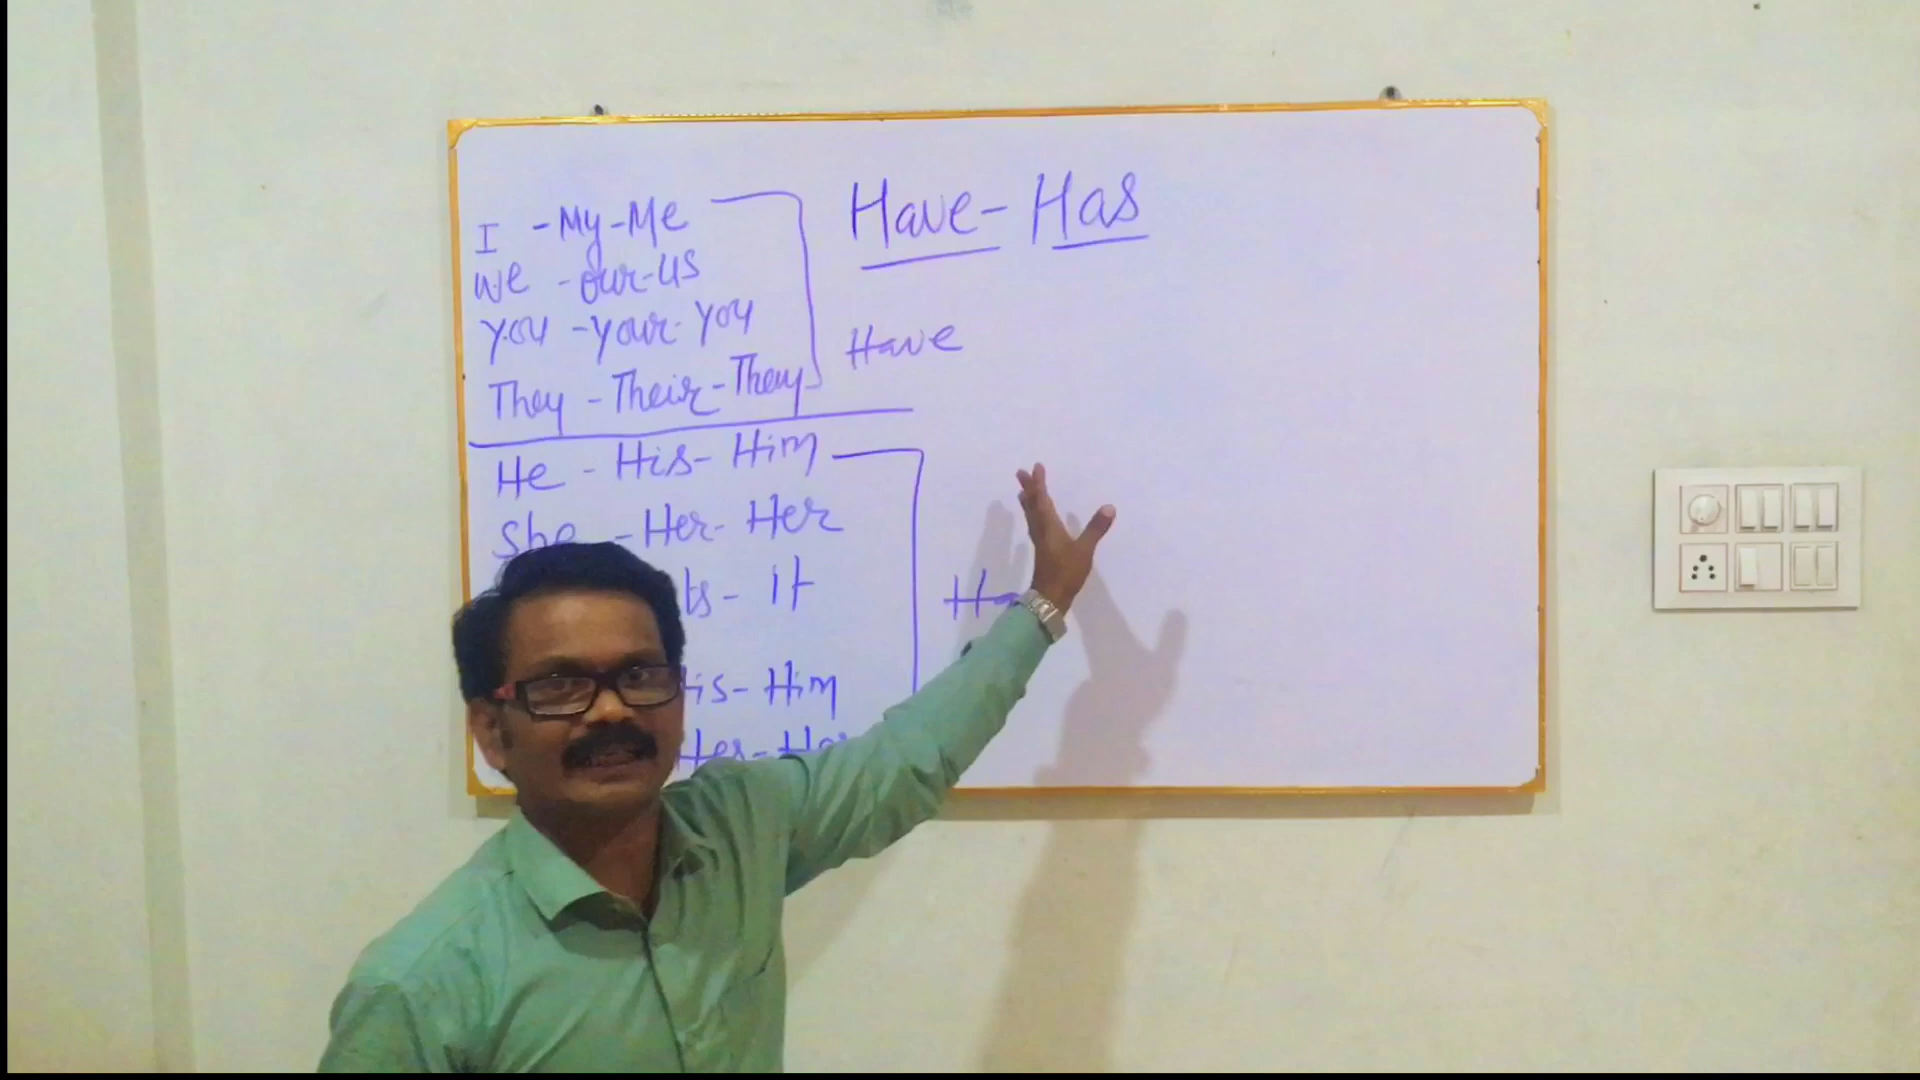 Have - Has
I - My - Me
We - our - us
You - Your - You
They - Their - They
Have
He - His - Him
She - Her - Her
- it
- Him